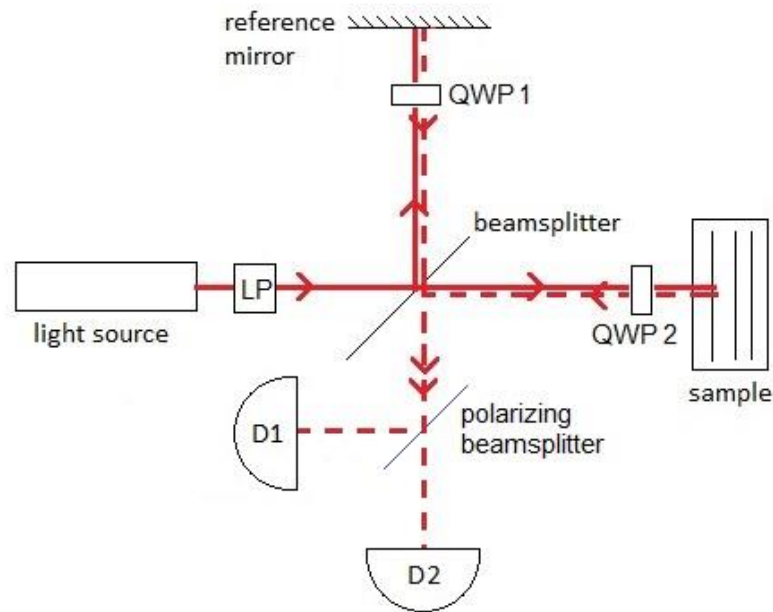 reference
mirror
QWP 1
beamsplitter
LP
light source
QWP 2
sample
D1
polarizing
beamsplitter
D2